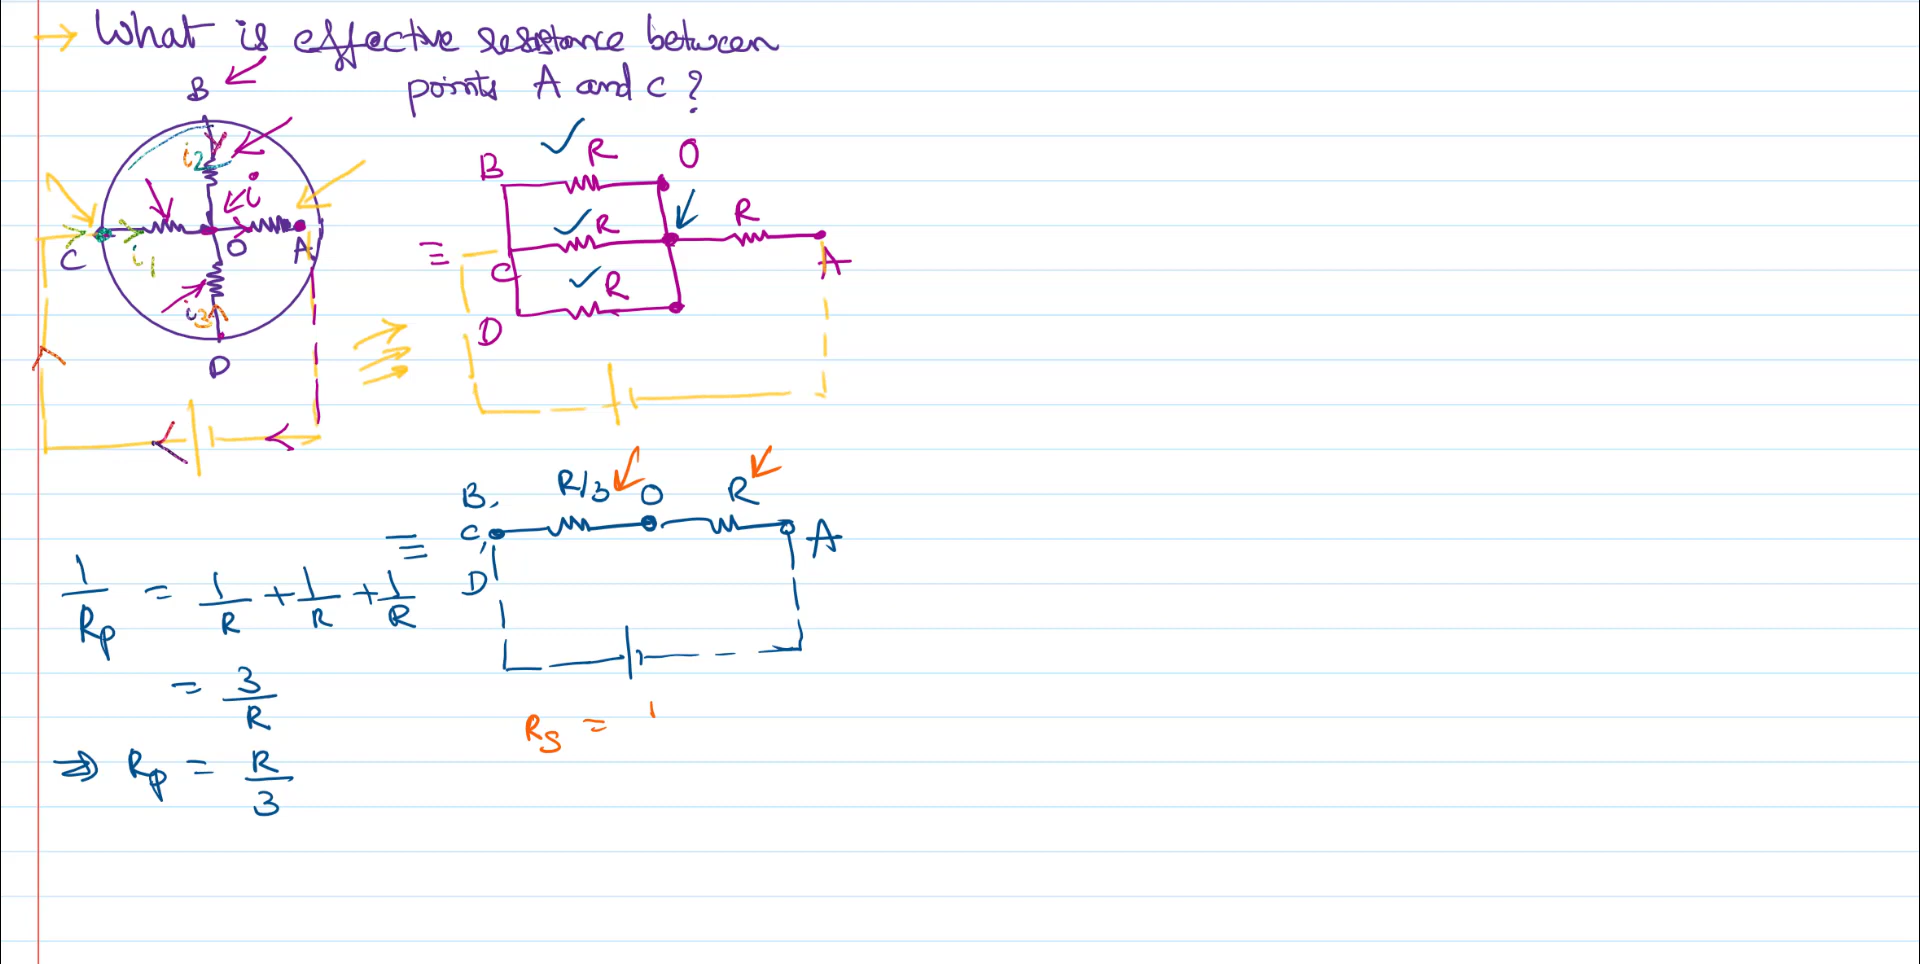 → What is effective resistance between
points A and C?
B
i2
i
C
i1
O
A
i3
D
≡
B
R
O
R
R
C
R
A
D
≡
B,
C,
D
R/3
O
R
A
1/Rp = 1/R + 1/R + 1/R
= 3/R
⇒ Rp = R/3
Rs =